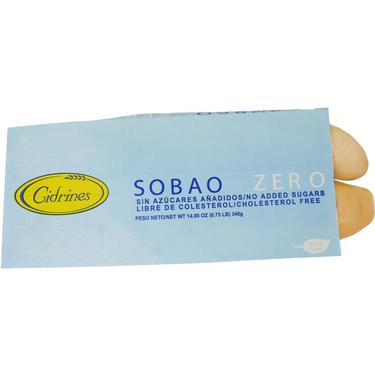 Cidrines
SOBAO ZERO
SIN AZÚCARES AÑADIDOS/NO ADDED SUGARS
LIBRE DE COLESTEROL/CHOLESTEROL FREE
PESO NETO/NET WT 14.00 OZ (0.75 LB) 340g